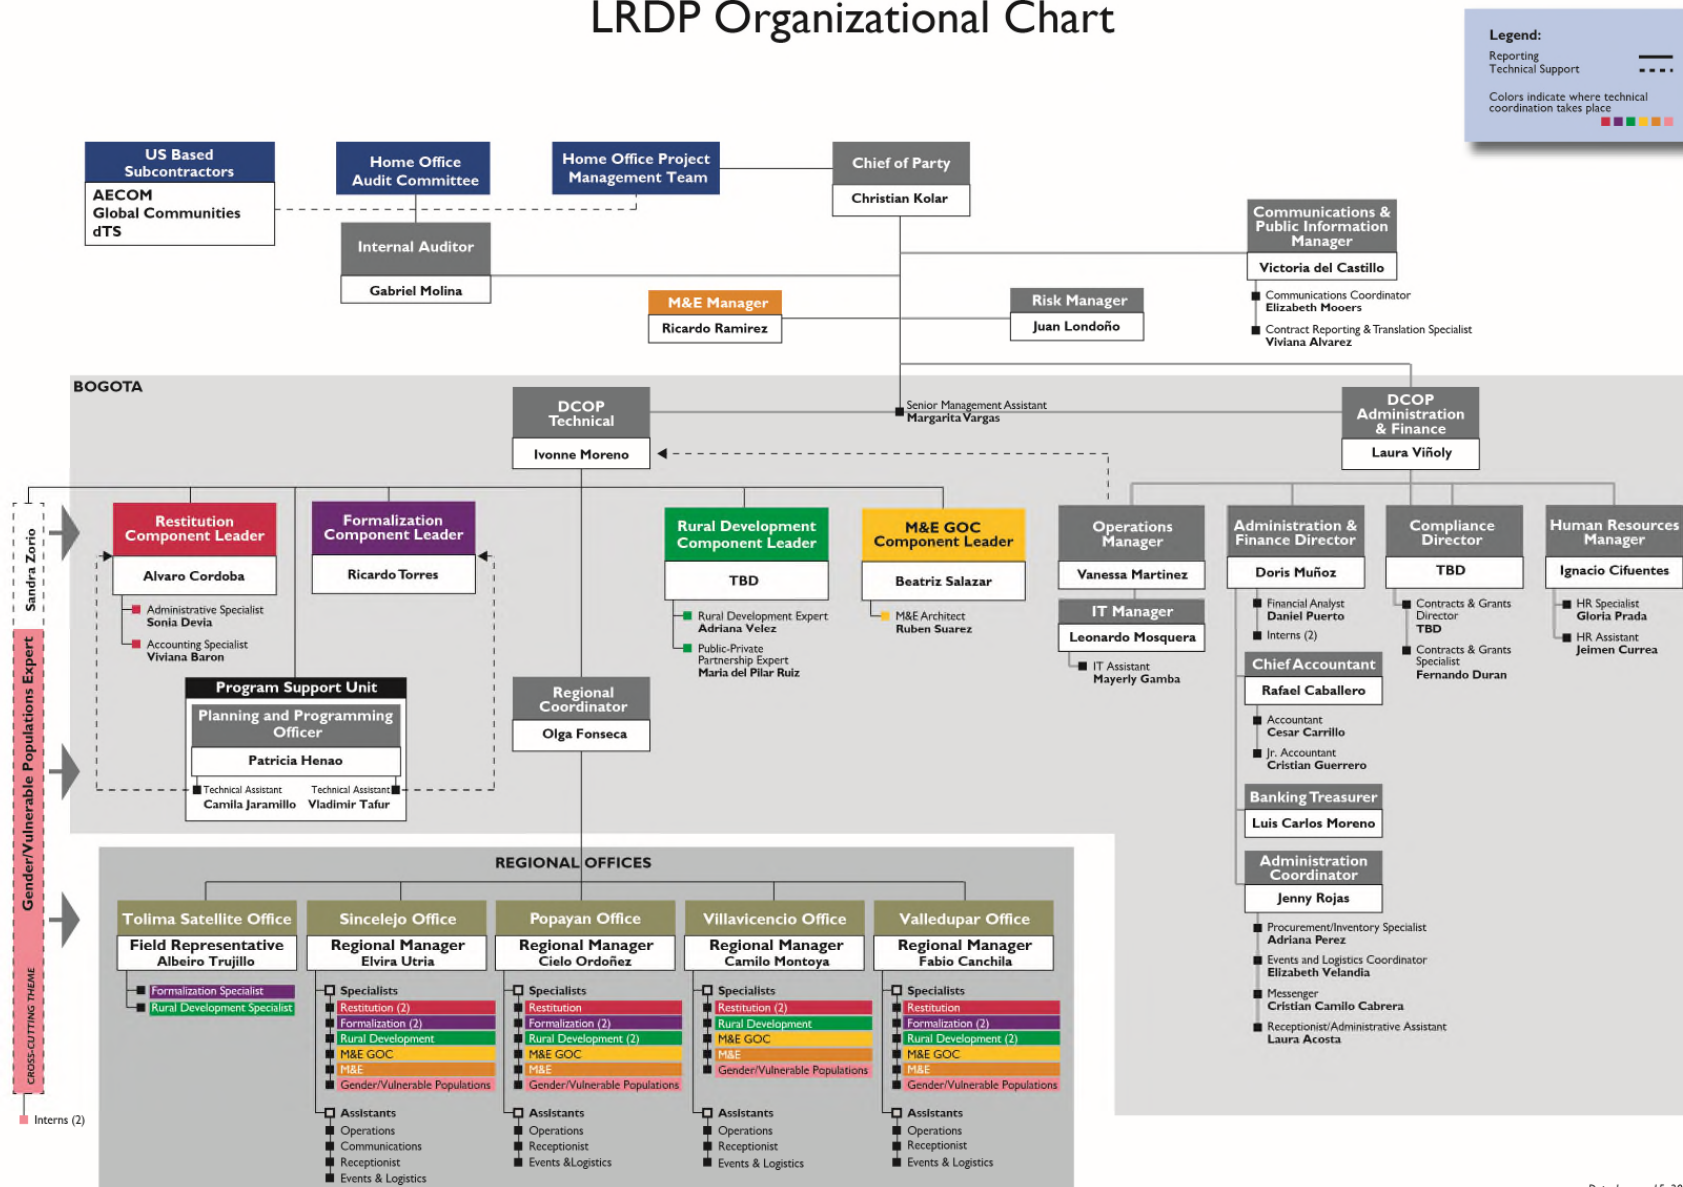 LRDP Organizational Chart
Legend:
Reporting
Technical Support
Colors indicate where technical
coordination takes place
US Based
Subcontractors
AECOM
Global Communities
dTS
Home Office
Audit Committee
Home Office Project
Management Team
Chief of Party
Christian Kolar
Internal Auditor
Gabriel Molina
Communications &
Public Information
Manager
Victoria del Castillo
Communications Coordinator
Elizabeth Mooers
Contract Reporting & Translation Specialist
Viviana Alvarez
M&E Manager
Ricardo Ramirez
Risk Manager
Juan Londoño
BOGOTA
DCOP
Technical
Ivonne Moreno
Senior Management Assistant
Margarita Vargas
DCOP
Administration
& Finance
Laura Viñoly
Sandra Zorio
Gender/Vulnerable Populations Expert
CROSS-CUTTING THEME
Interns (2)
Restitution
Component Leader
Alvaro Cordoba
Administrative Specialist
Sonia Devia
Accounting Specialist
Viviana Baron
Formalization
Component Leader
Ricardo Torres
Rural Development
Component Leader
TBD
Rural Development Expert
Adriana Velez
Public-Private
Partnership Expert
Maria del Pilar Ruiz
M&E GOC
Component Leader
Beatriz Salazar
M&E Architect
Ruben Suarez
Operations
Manager
Vanessa Martinez
IT Manager
Leonardo Mosquera
IT Assistant
Mayerly Gamba
Administration &
Finance Director
Doris Muñoz
Financial Analyst
Daniel Puerto
Interns (2)
Chief Accountant
Rafael Caballero
Accountant
Cesar Carrillo
Jr. Accountant
Cristian Guerrero
Banking Treasurer
Luis Carlos Moreno
Administration
Coordinator
Jenny Rojas
Procurement/Inventory Specialist
Adriana Perez
Events and Logistics Coordinator
Elizabeth Velandia
Messenger
Cristian Camilo Cabrera
Receptionist/Administrative Assistant
Laura Acosta
Compliance
Director
TBD
Contracts & Grants
Director
TBD
Contracts & Grants
Specialist
Fernando Duran
Human Resources
Manager
Ignacio Cifuentes
HR Specialist
Gloria Prada
HR Assistant
Jeimen Currea
Program Support Unit
Planning and Programming
Officer
Patricia Henao
Technical Assistant
Camila Jaramillo
Technical Assistant
Vladimir Tafur
Regional
Coordinator
Olga Fonseca
REGIONAL OFFICES
Tolima Satellite Office
Field Representative
Albeiro Trujillo
Formalization Specialist
Rural Development Specialist
Sincelejo Office
Regional Manager
Elvira Utria
Specialists
Restitution (2)
Formalization (2)
Rural Development
M&E GOC
M&E
Gender/Vulnerable Populations
Assistants
Operations
Communications
Receptionist
Events & Logistics
Popayan Office
Regional Manager
Cielo Ordoñez
Specialists
Restitution
Formalization (2)
Rural Development (2)
M&E GOC
M&E
Gender/Vulnerable Populations
Assistants
Operations
Receptionist
Events &Logistics
Villavicencio Office
Regional Manager
Camilo Montoya
Specialists
Restitution (2)
Rural Development
M&E GOC
M&E
Gender/Vulnerable Populations
Assistants
Operations
Receptionist
Events & Logistics
Valledupar Office
Regional Manager
Fabio Canchila
Specialists
Restitution
Formalization (2)
Rural Development (2)
M&E GOC
M&E
Gender/Vulnerable Populations
Assistants
Operations
Receptionist
Events & Logistics